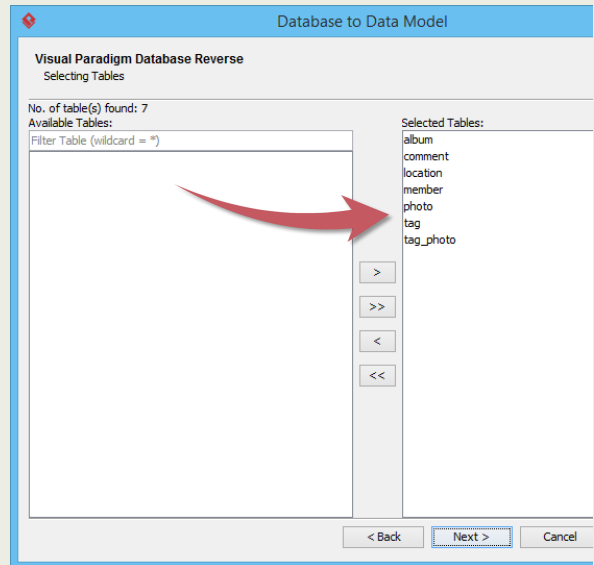 Database to Data Model
Visual Paradigm Database Reverse
Selecting Tables
No. of table(s) found: 7
Available Tables:
Filter Table (wildcard = *)
Selected Tables:
album
comment
location
member
photo
tag
tag_photo
>
>>
<
<<
< Back
Next >
Cancel